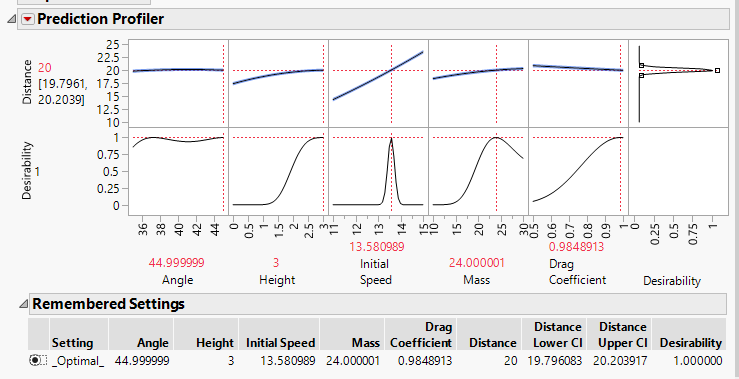 Prediction Profiler
Distance
20
[19.7961,
20.2039]
25
22.5
20
17.5
15
12.5
10
Desirability
1
1
0.75
0.5
0.25
0
36 38 40 42 44
0 0.5 1 1.5 2 2.5 3
11 12 13 14 15
10 15 20 25 30
0.5 0.6 0.7 0.8 0.9 1
0 0.25 0.5 0.75 1
44.999999
Angle
3
Height
13.580989
Initial
Speed
24.000001
Mass
0.9848913
Drag
Coefficient
Desirability
Remembered Settings
Setting Angle Height Initial Speed Mass Drag Coefficient Distance Distance Lower CI Distance Upper CI Desirability
_Optimal_ 44.999999 3 13.580989 24.000001 0.9848913 20 19.796083 20.203917 1.000000